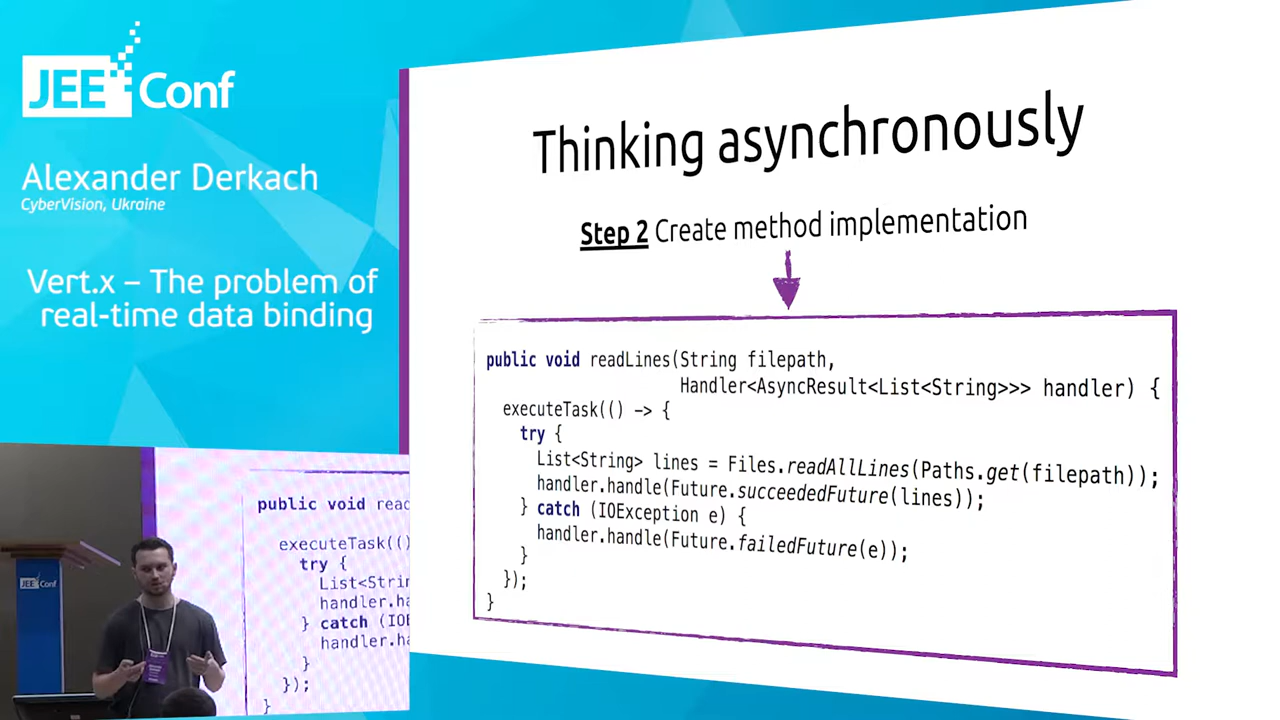 JEE Conf
Alexander Derkach
CyberVision, Ukraine
Vert.x – The problem of
real-time data binding
Thinking asynchronously
Step 2 Create method implementation
public void readLines(String filepath,
Handler<AsyncResult<List<String>>> handler) {
executeTask(() -> {
try {
List<String> lines = Files.readAllLines(Paths.get(filepath));
handler.handle(Future.succeededFuture(lines));
} catch (IOException e) {
handler.handle(Future.failedFuture(e));
}
});
}
public void read
executeTask(()
try {
List<Strin
handler.ha
} catch (IOE
handler.ha
}
});
}
JEE Conf